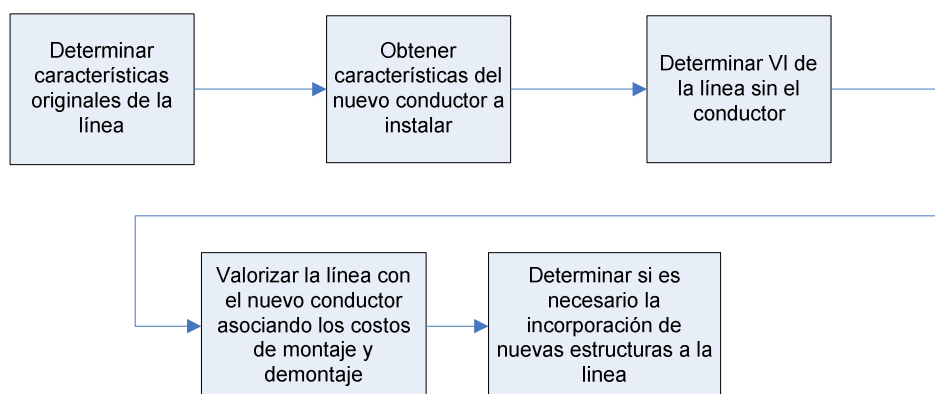 Determinar
características
originales de la
línea
Obtener
características del
nuevo conductor a
instalar
Determinar VI de
la línea sin el
conductor
Valorizar la línea con
el nuevo conductor
asociando los costos
de montaje y
demontaje
Determinar si es
necesario la
incorporación de
nuevas estructuras a la
linea